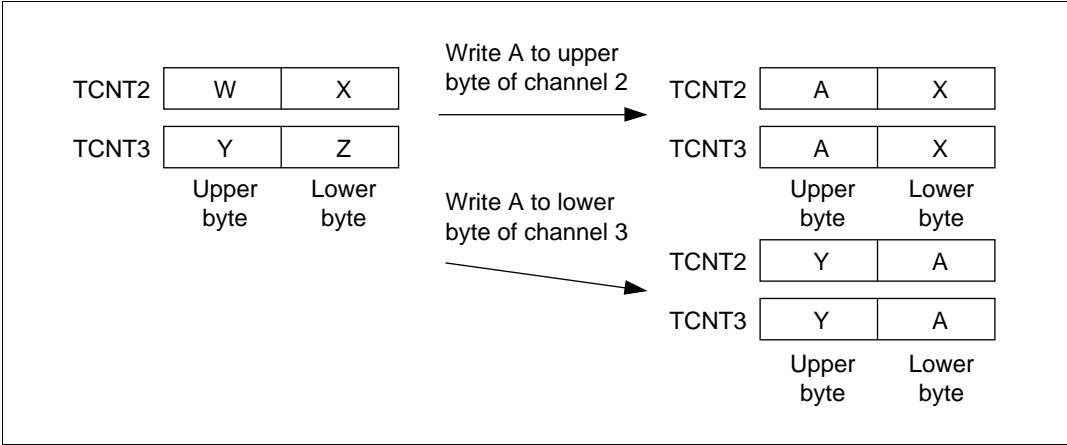 TCNT2 W X
TCNT3 Y Z
Upper byte
Lower byte
Write A to upper
byte of channel 2
TCNT2 A X
TCNT3 A X
Upper byte
Lower byte
Write A to lower
byte of channel 3
TCNT2 Y A
TCNT3 Y A
Upper byte
Lower byte